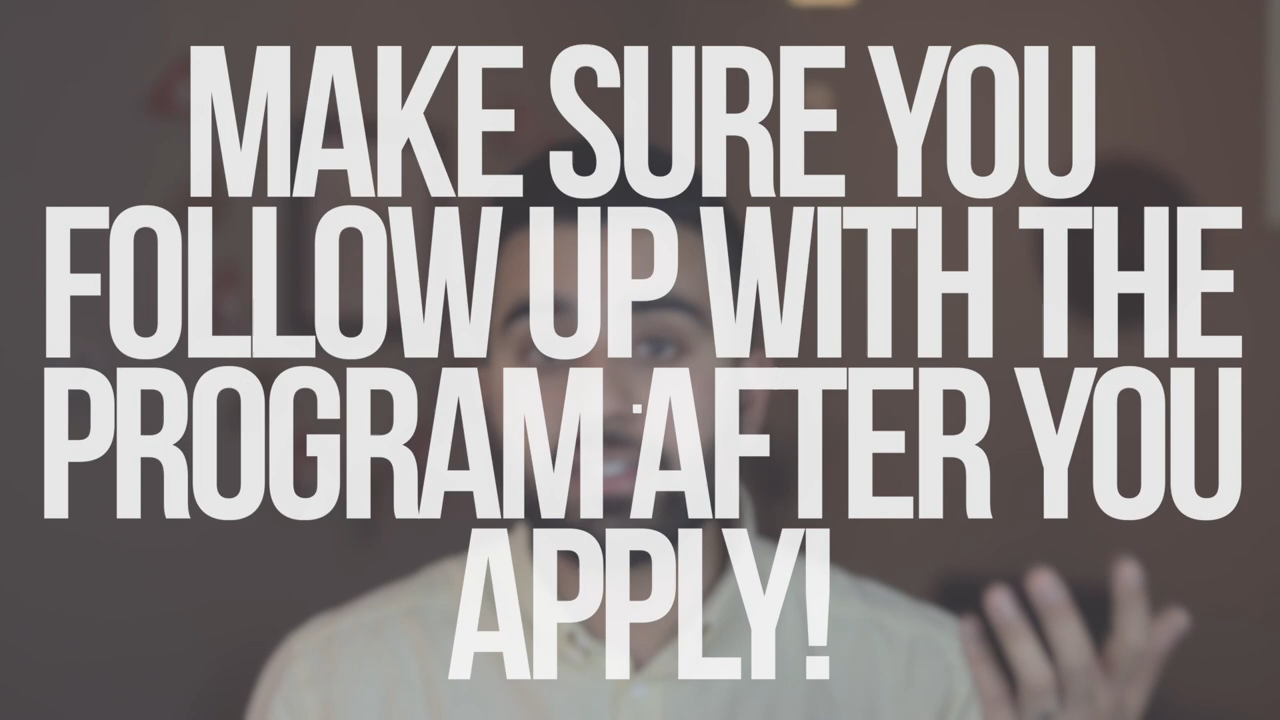 MAKE SURE YOU
FOLLOW UP WITH THE
PROGRAM AFTER YOU
APPLY!